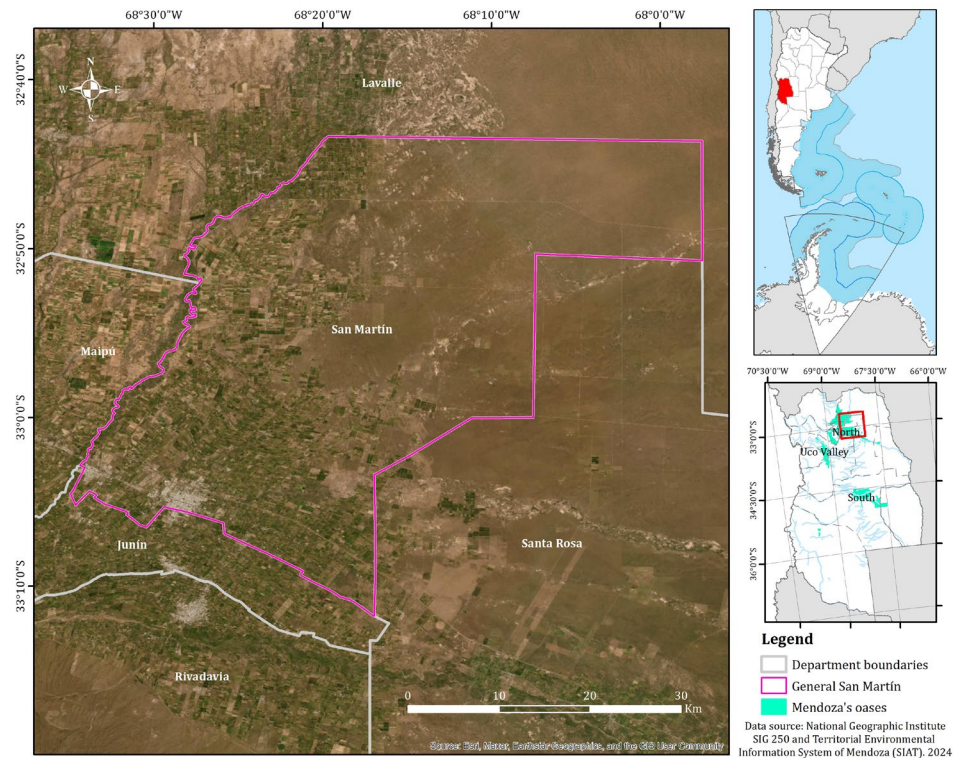 68°30'0"W 68°20'0"W 68°10'0"W 68°0'0"W
32°40'0"S
32°50'0"S
33°0'0"S
33°10'0"S
N
W E
S
Lavalle
San Martín
Maipú
Junín
Santa Rosa
Rivadavia
0 10 20 30
Km
Source: Esri, Maxar, Earthstar Geographics, and the GIS User Community
70°30'0"W 69°0'0"W 67°30'0"W 66°0'0"W
33°0'0"S
34°30'0"S
36°0'0"S
North
Uco Valley
South
Legend
Department boundaries
General San Martín
Mendoza's oases
Data source: National Geographic Institute
SIG 250 and Territorial Environmental
Information System of Mendoza (SIAT). 2024